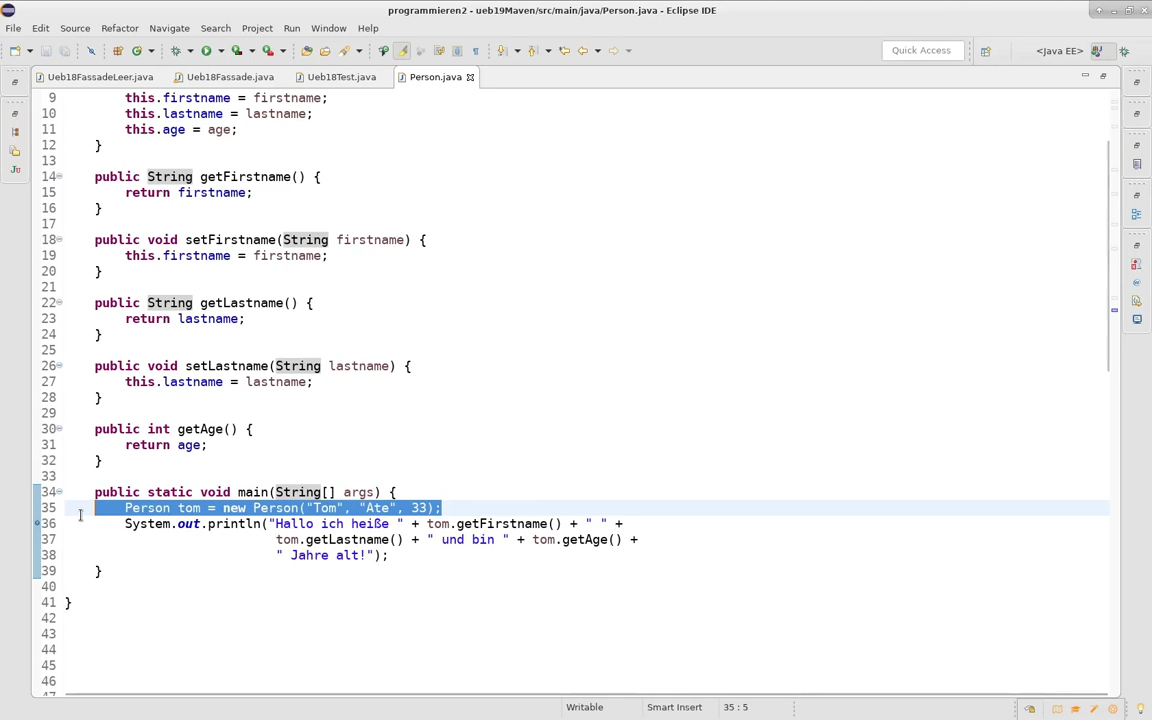 programmieren2 - ueb19Maven/src/main/java/Person.java - Eclipse IDE
File Edit Source Refactor Navigate Search Project Run Window Help
Quick Access <Java EE>
Ueb18FassadeLeer.java Ueb18Fassade.java Ueb18Test.java Person.java
9 this.firstname = firstname;
10 this.lastname = lastname;
11 this.age = age;
12 }
13
14 public String getFirstname() {
15 return firstname;
16 }
17
18 public void setFirstname(String firstname) {
19 this.firstname = firstname;
20 }
21
22 public String getLastname() {
23 return lastname;
24 }
25
26 public void setLastname(String lastname) {
27 this.lastname = lastname;
28 }
29
30 public int getAge() {
31 return age;
32 }
33
34 public static void main(String[] args) {
35 Person tom = new Person("Tom", "Ate", 33);
36 System.out.println("Hallo ich heiße " + tom.getFirstname() + " " +
37 tom.getLastname() + " und bin " + tom.getAge() +
38 " Jahre alt!");
39 }
40
41 }
42
43
44
45
46
47
Writable Smart Insert 35 : 5